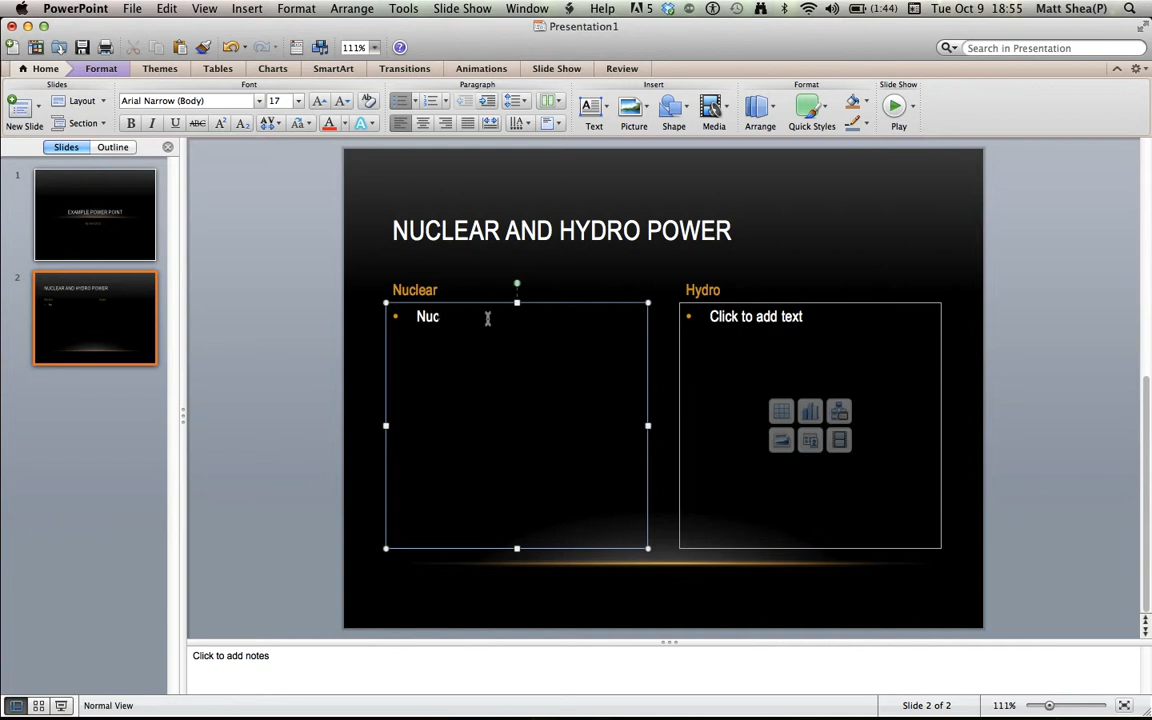 PowerPoint File Edit View Insert Format Arrange Tools Slide Show Window Help 5 (1:44) Tue Oct 9 18:55 Matt Shea(P)
Presentation1
111% Search in Presentation
Home Format Themes Tables Charts SmartArt Transitions Animations Slide Show Review
Slides Font Paragraph Insert Format Slide Show
New Slide Layout Section
Arial Narrow (Body) 17
Text Picture Shape Media Arrange Quick Styles Play
Slides Outline
1
EXAMPLE POWER POINT
2
NUCLEAR AND HYDRO POWER
NUCLEAR AND HYDRO POWER
Nuclear
• Nuc
Hydro
• Click to add text
Click to add notes
Normal View Slide 2 of 2 111%